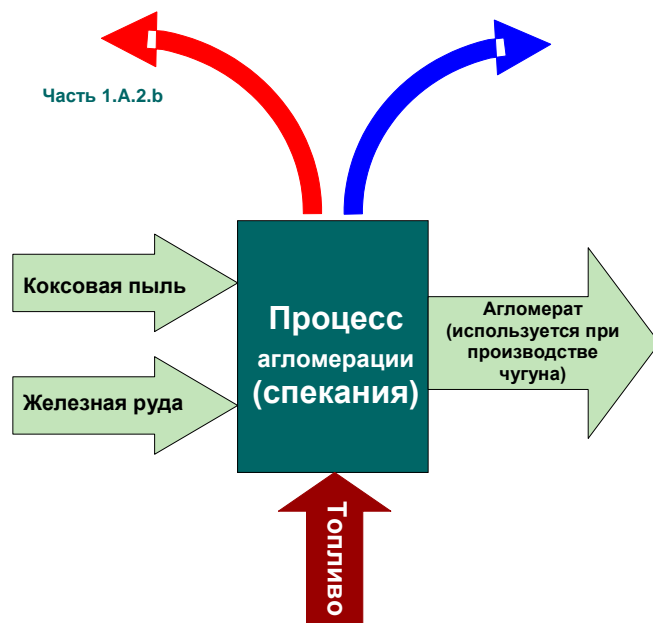 Часть 1.A.2.b
Коксовая пыль
Железная руда
Процесс
агломерации
(спекания)
Агломерат
(используется при
производстве
чугуна)
Топливо